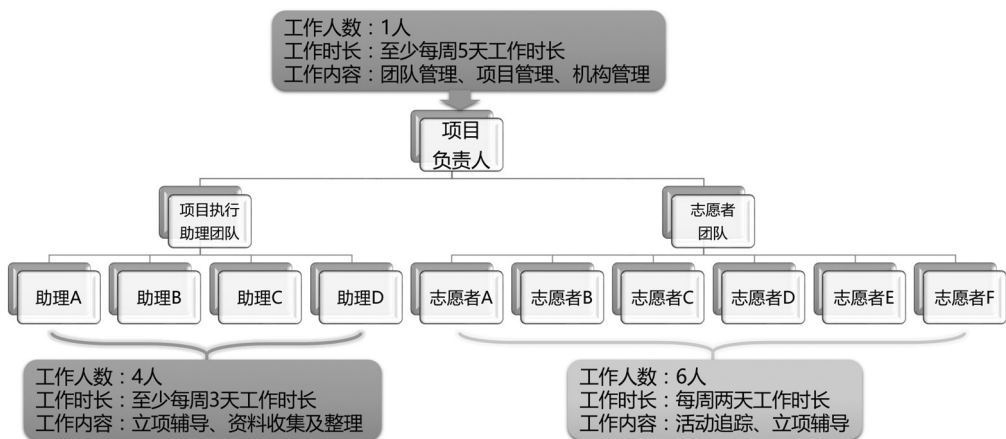 工作人数：1人
工作时长：至少每周5天工作时长
工作内容：团队管理、项目管理、机构管理
项目
负责人
项目执行
助理团队
志愿者
团队
助理A
助理B
助理C
助理D
志愿者A
志愿者B
志愿者C
志愿者D
志愿者E
志愿者F
工作人数：4人
工作时长：至少每周3天工作时长
工作内容：立项辅导、资料收集及整理
工作人数：6人
工作时长：每周两天工作时长
工作内容：活动追踪、立项辅导